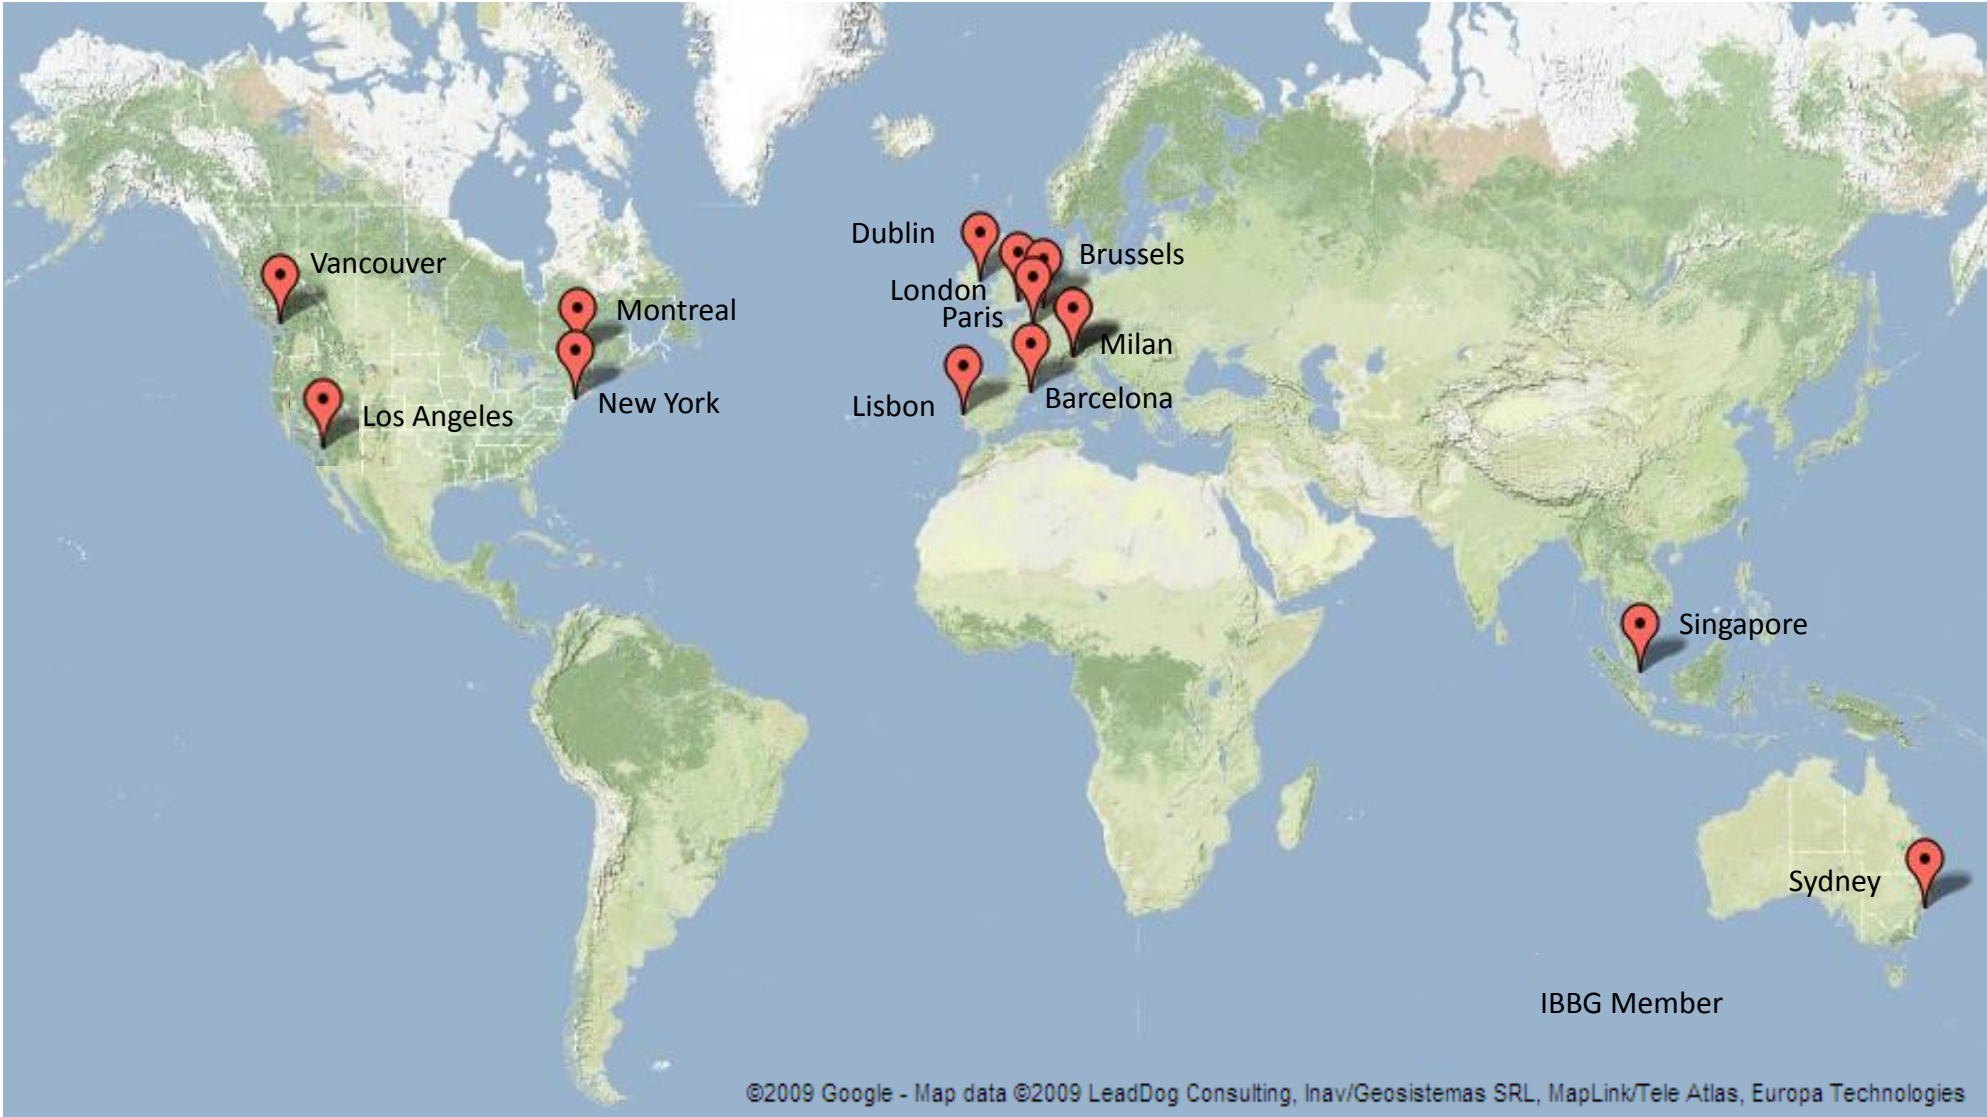 Dublin
Brussels
Vancouver
London
Montreal
Paris
Milan
Lisbon
Barcelona
New York
Los Angeles
Singapore
Sydney
IBBG Member
©2009 Google - Map data ©2009 LeadDog Consulting, Inav/Geosistemas SRL, MapLink/Tele Atlas, Europa Technologies